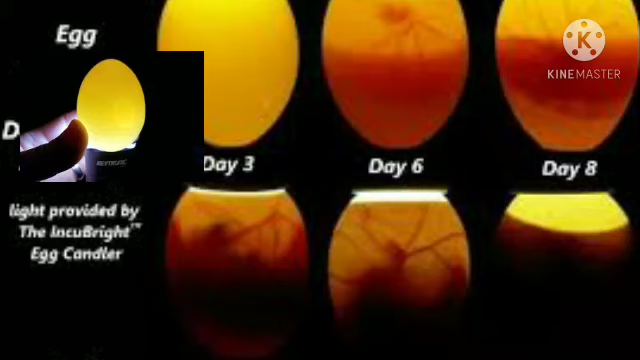 Egg
K
KINEMASTER
D
Day 3
Day 6
Day 8
light provided by
The IncuBright™
Egg Candler